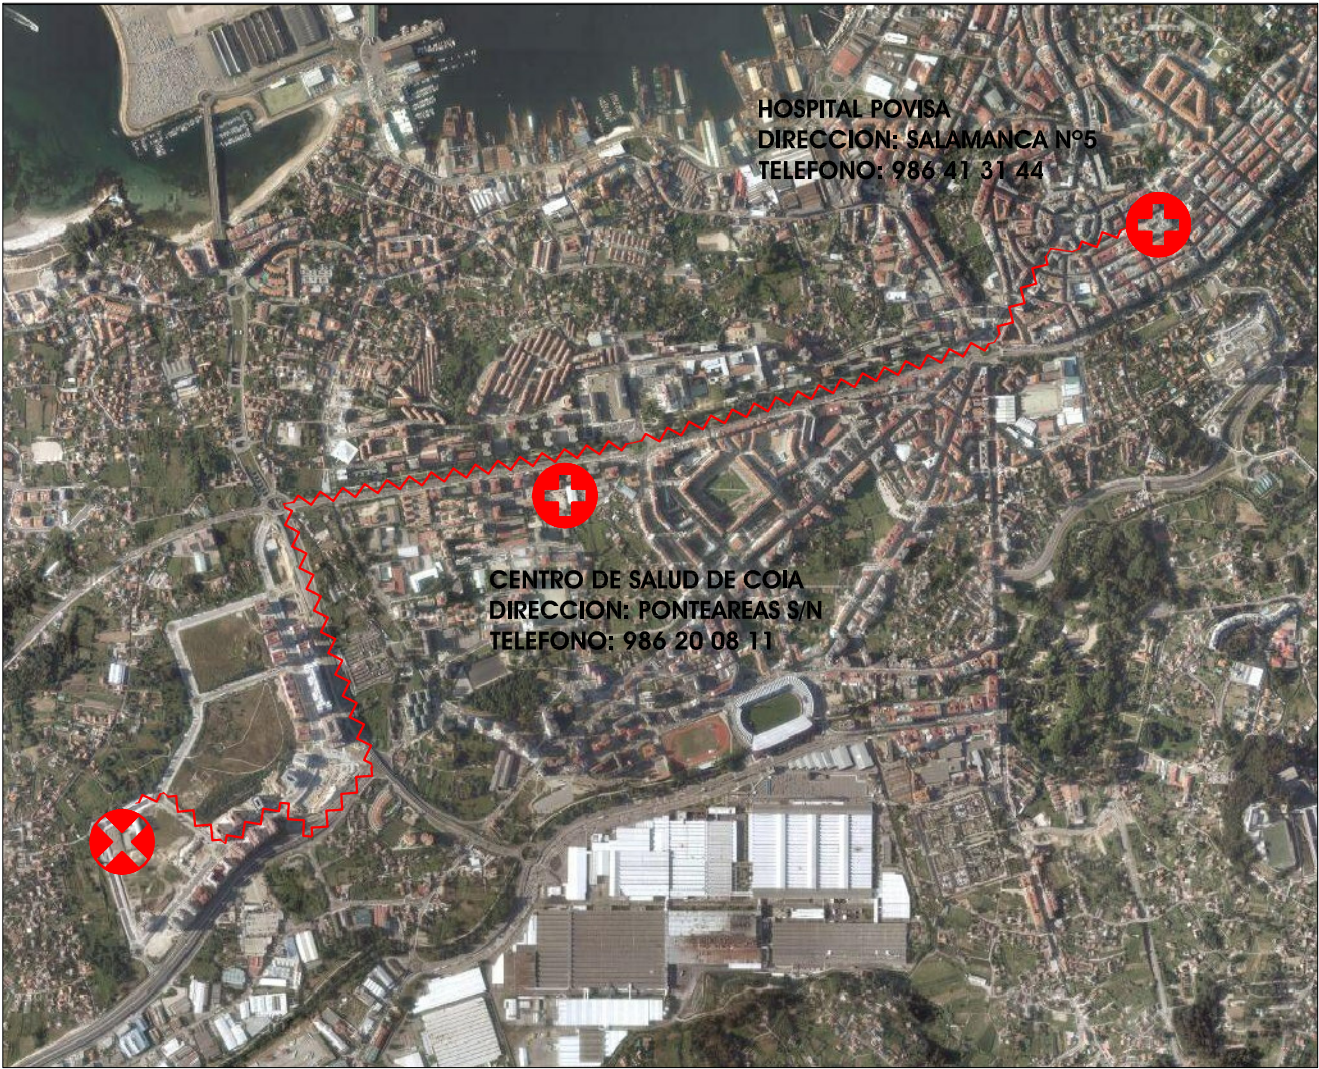 HOSPITAL POVISA
DIRECCION: SALAMANCA Nº5
TELEFONO: 986 41 31 44
CENTRO DE SALUD DE COIA
DIRECCION: PONTEAREAS S/N
TELEFONO: 986 20 08 11